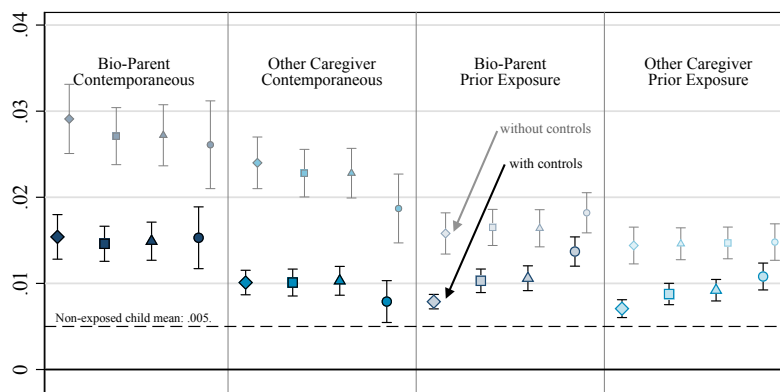 .04
.03
.02
.01
0
Bio-Parent
Contemporaneous
Other Caregiver
Contemporaneous
Bio-Parent
Prior Exposure
Other Caregiver
Prior Exposure
without controls
with controls
Non-exposed child mean: .005.